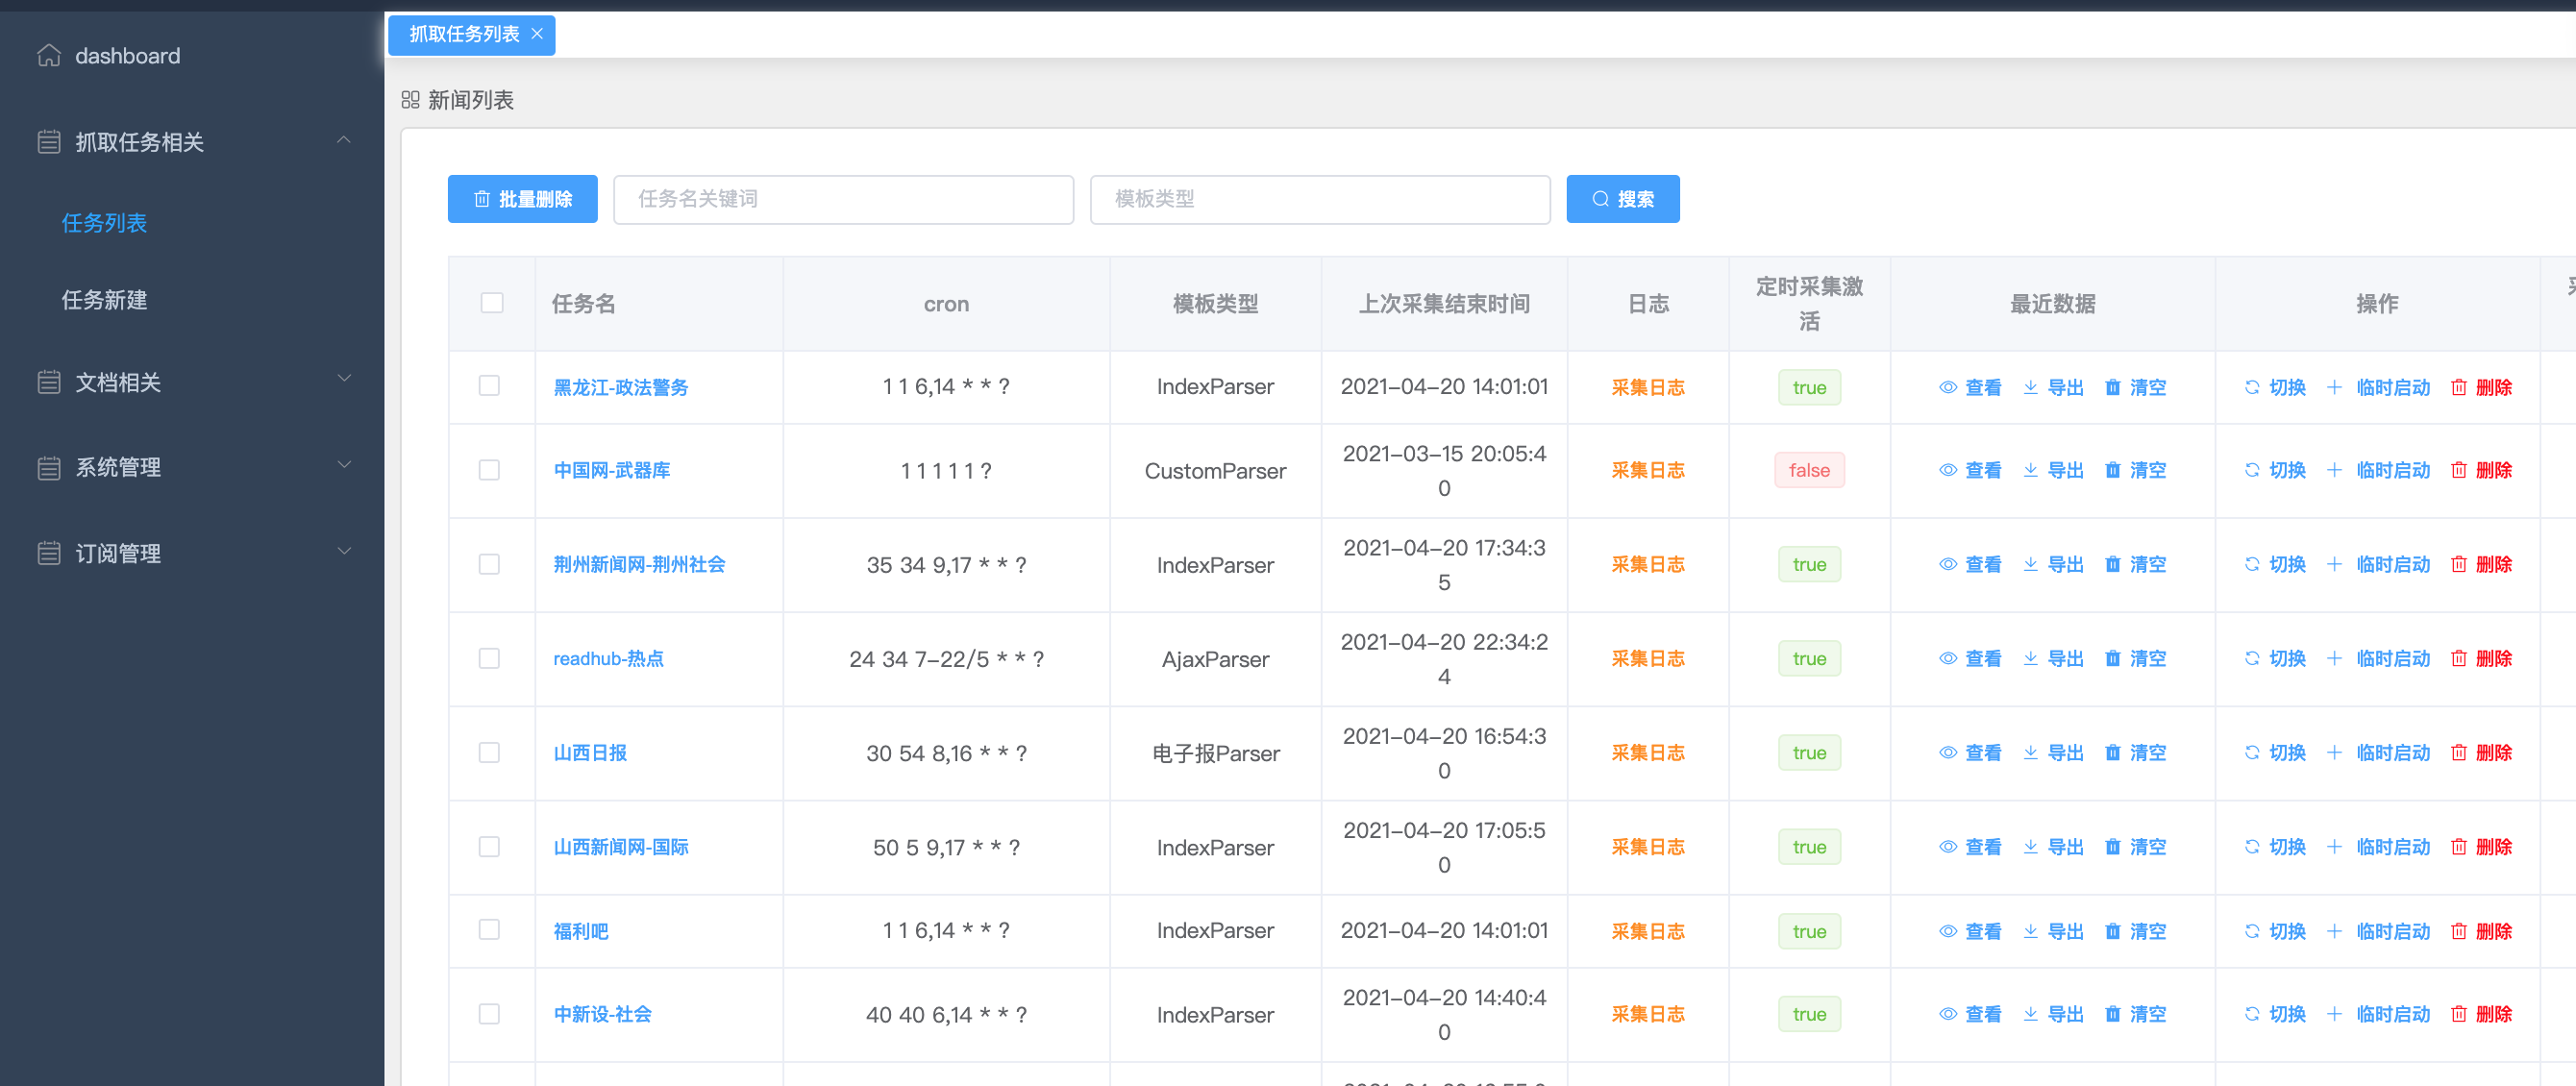 dashboard
抓取任务相关
任务列表
任务新建
文档相关
系统管理
订阅管理
抓取任务列表
新闻列表
批量删除 任务名关键词 模板类型 搜索
任务名 cron 模板类型 上次采集结束时间 日志 定时采集激活 最近数据 操作
黑龙江-政法警务 1 1 6,14 * * ? IndexParser 2021-04-20 14:01:01 采集日志 true 查看 导出 清空 切换 临时启动 删除
中国网-武器库 1 1 1 1 1 ? CustomParser 2021-03-15 20:05:40 采集日志 false 查看 导出 清空 切换 临时启动 删除
荆州新闻网-荆州社会 35 34 9,17 * * ? IndexParser 2021-04-20 17:34:35 采集日志 true 查看 导出 清空 切换 临时启动 删除
readhub-热点 24 34 7-22/5 * * ? AjaxParser 2021-04-20 22:34:24 采集日志 true 查看 导出 清空 切换 临时启动 删除
山西日报 30 54 8,16 * * ? 电子报Parser 2021-04-20 16:54:30 采集日志 true 查看 导出 清空 切换 临时启动 删除
山西新闻网-国际 50 5 9,17 * * ? IndexParser 2021-04-20 17:05:50 采集日志 true 查看 导出 清空 切换 临时启动 删除
福利吧 1 1 6,14 * * ? IndexParser 2021-04-20 14:01:01 采集日志 true 查看 导出 清空 切换 临时启动 删除
中新设-社会 40 40 6,14 * * ? IndexParser 2021-04-20 14:40:40 采集日志 true 查看 导出 清空 切换 临时启动 删除